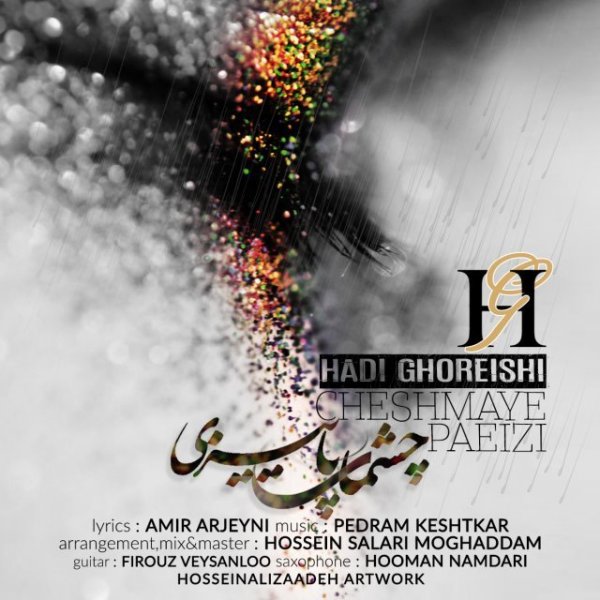 HG
HADI GHOREISHI
CHESHMAYE
PAEIZI
چشمای پاییزی
lyrics : AMIR ARJEYNI music : PEDRAM KESHTKAR
arrangement,mix&master : HOSSEIN SALARI MOGHADDAM
guitar : FIROUZ VEYSANLOO saxophone : HOOMAN NAMDARI
HOSSEINALIZAADEH ARTWORK